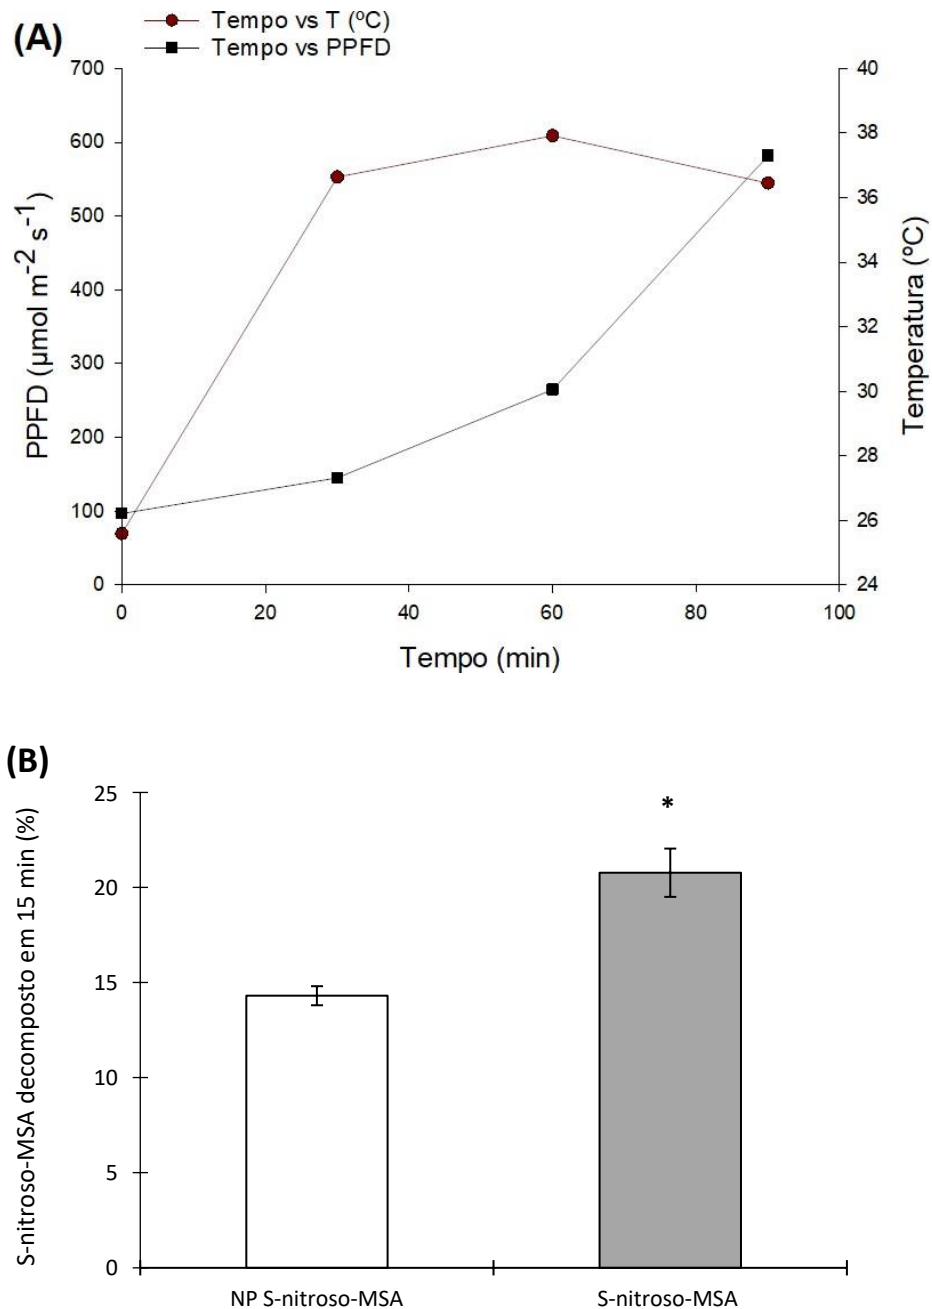 (A)
Tempo vs T (ºC)
Tempo vs PPFD
700
600
500
400
300
200
100
0
PPFD (µmol m-2 s-1)
40
38
36
34
32
30
28
26
24
Temperatura (ºC)
0 20 40 60 80 100
Tempo (min)
(B)
S-nitroso-MSA decomposto em 15 min (%)
25
20
15
10
5
0
*
NP S-nitroso-MSA S-nitroso-MSA